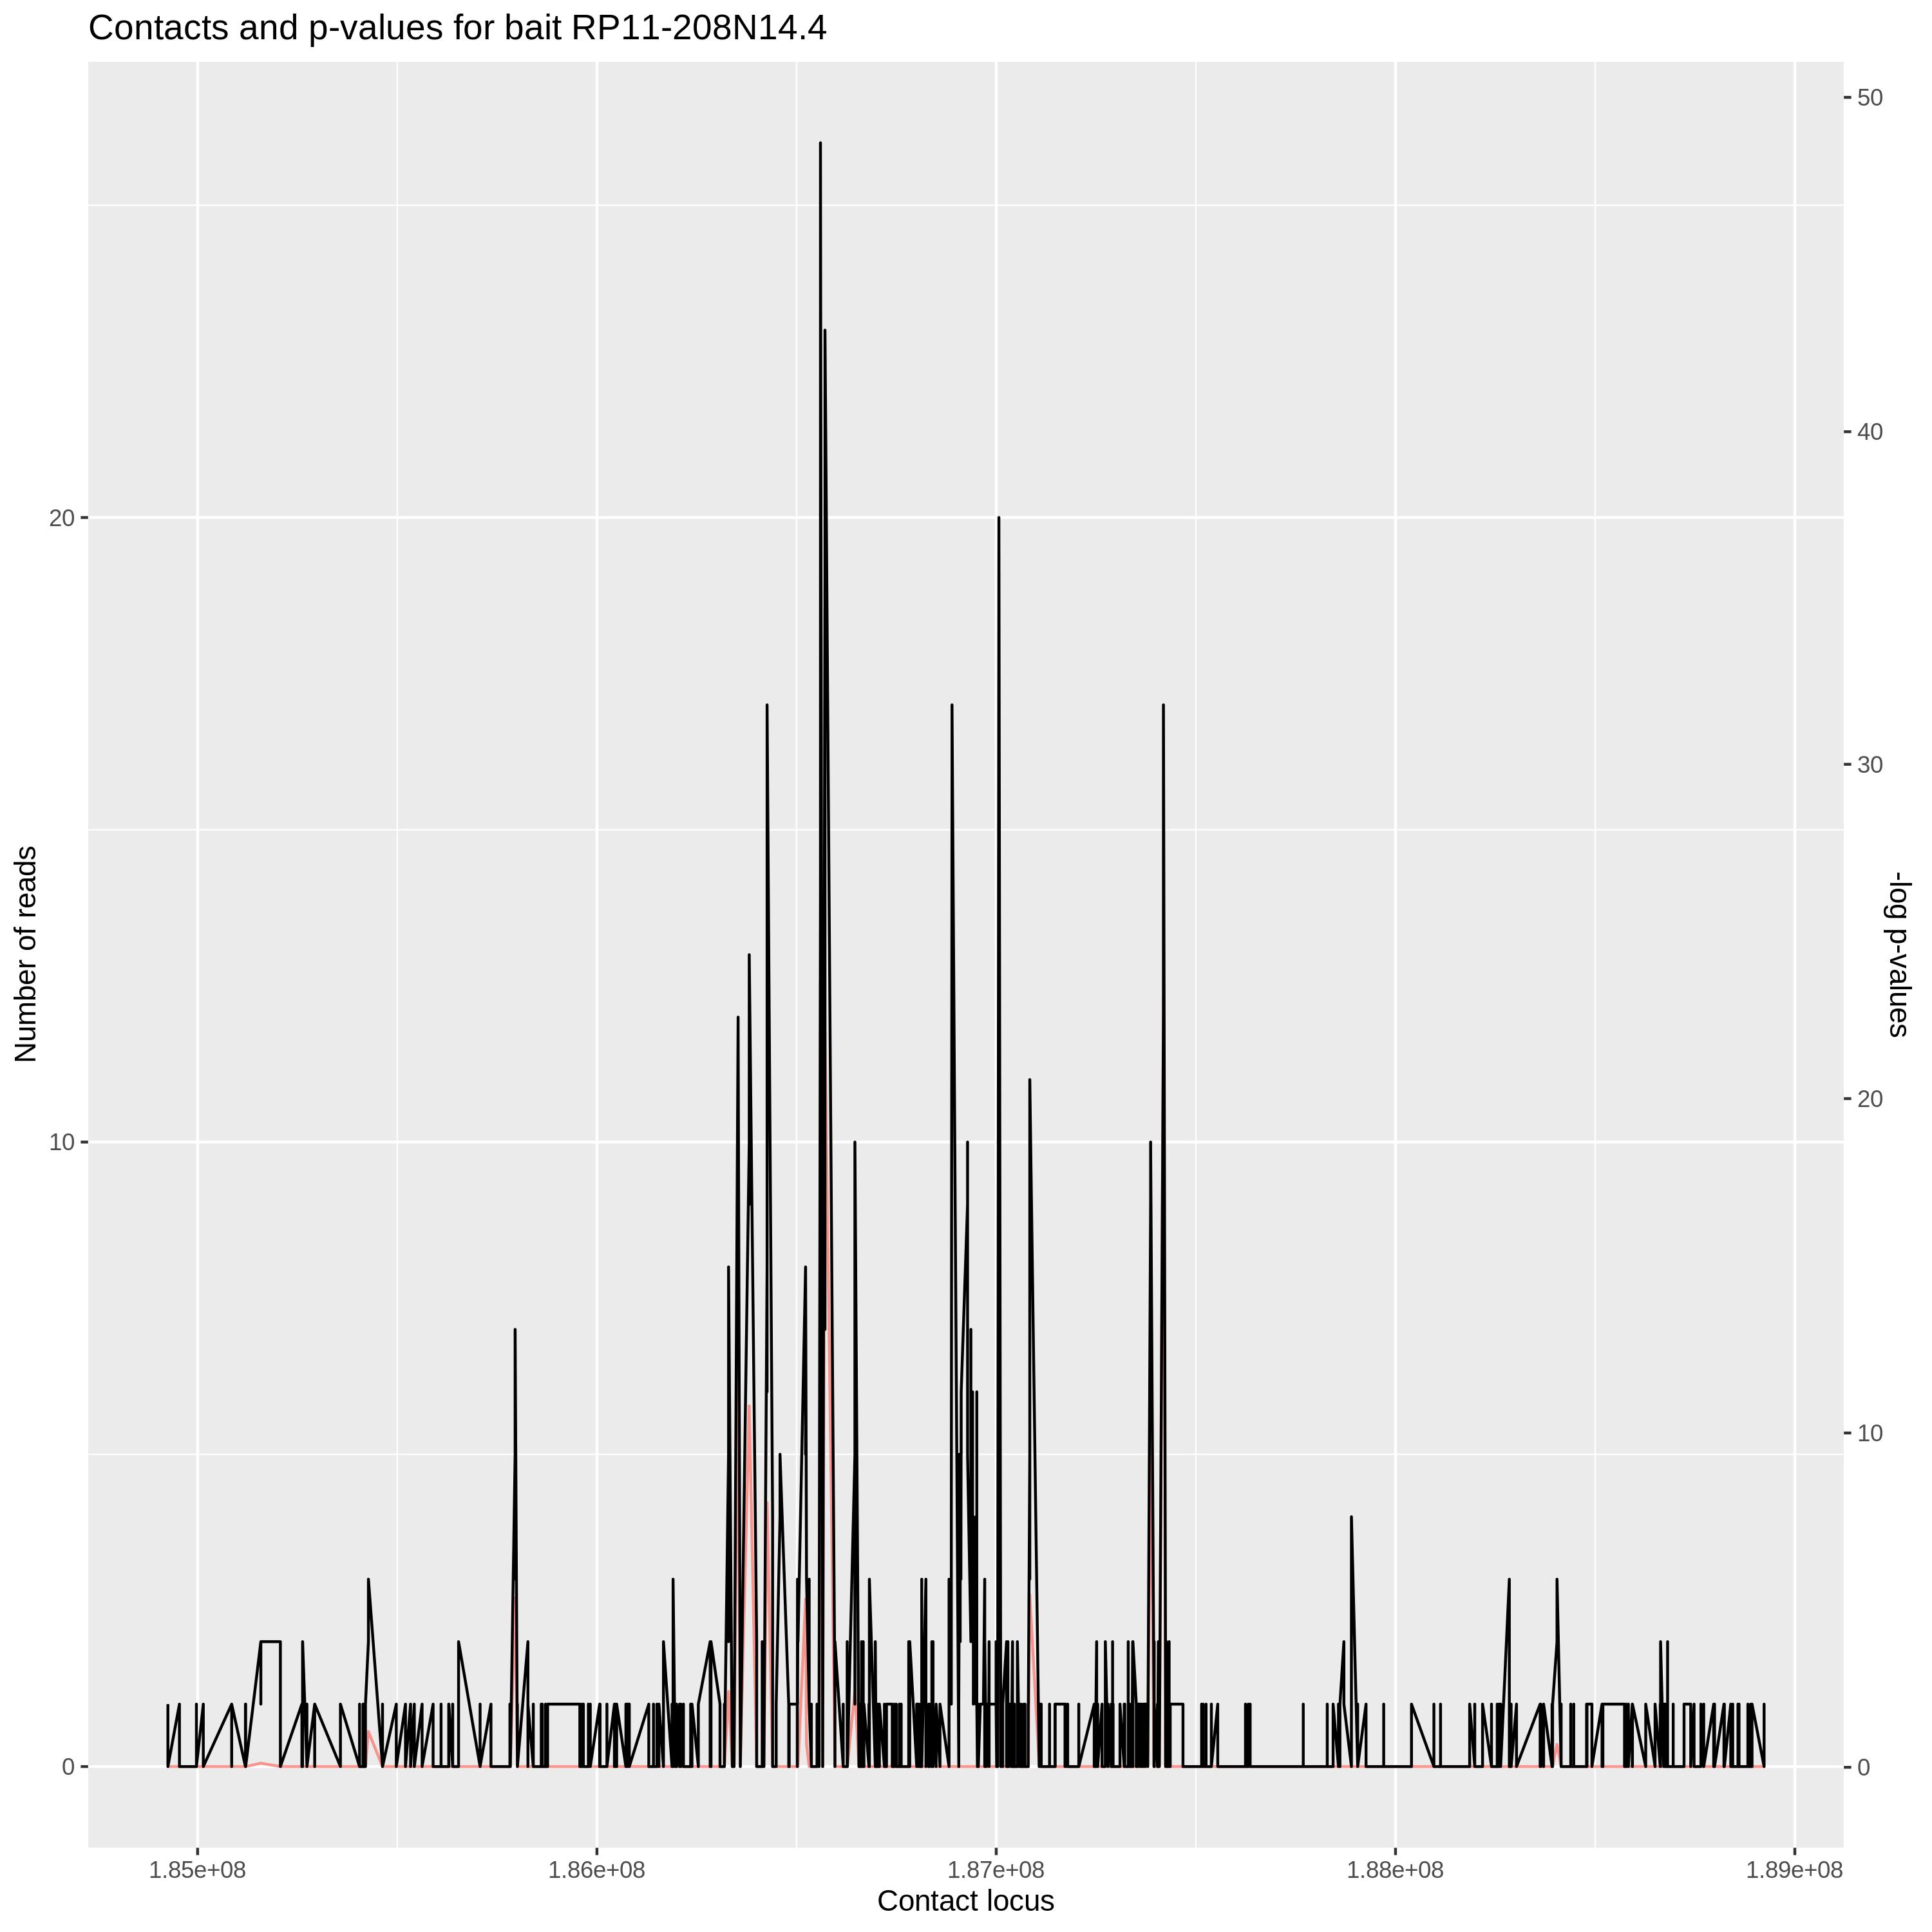 Contacts and p-values for bait RP11-208N14.4
Number of reads
20
10
0
50
40
30
20
10
0
-log p-values
1.85e+08
1.86e+08
1.87e+08
1.88e+08
1.89e+08
Contact locus